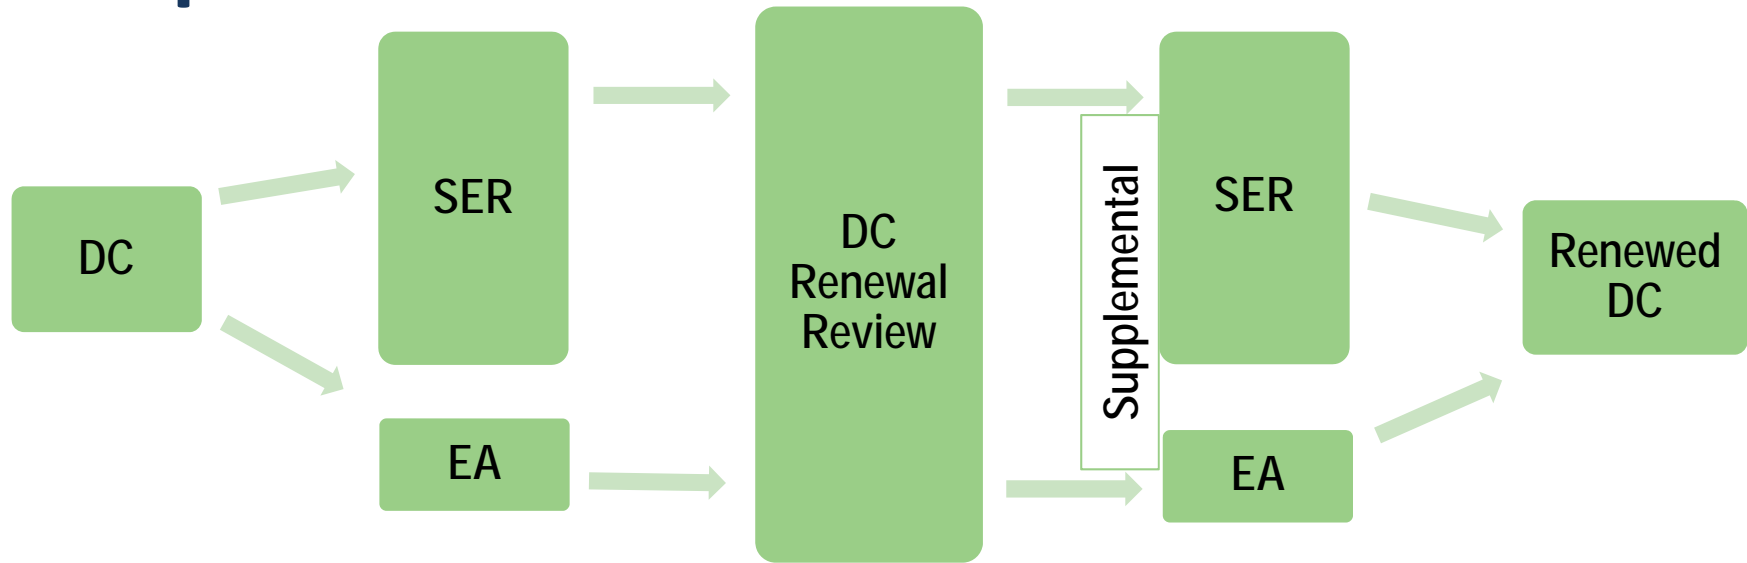 DC
SER
EA
DC
Renewal
Review
Supplemental
SER
EA
Renewed
DC